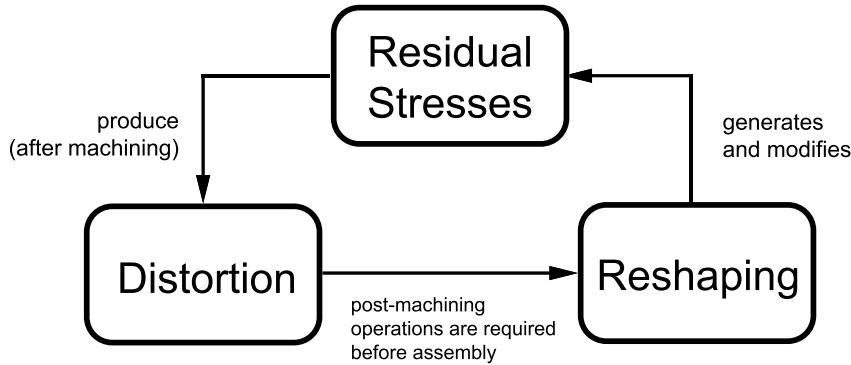 Residual
Stresses
produce
(after machining)
generates
and modifies
Distortion
Reshaping
post-machining
operations are required
before assembly